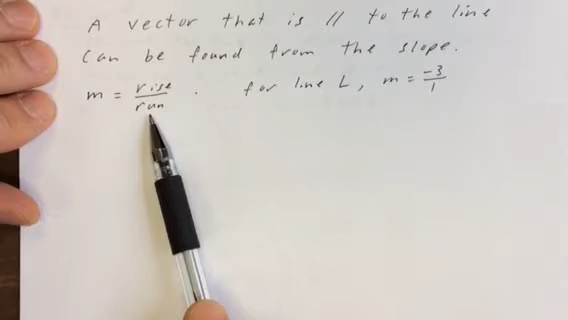 A vector that is // to the line
can be found from the slope.
m = rise/run . for line L, m = -3/1